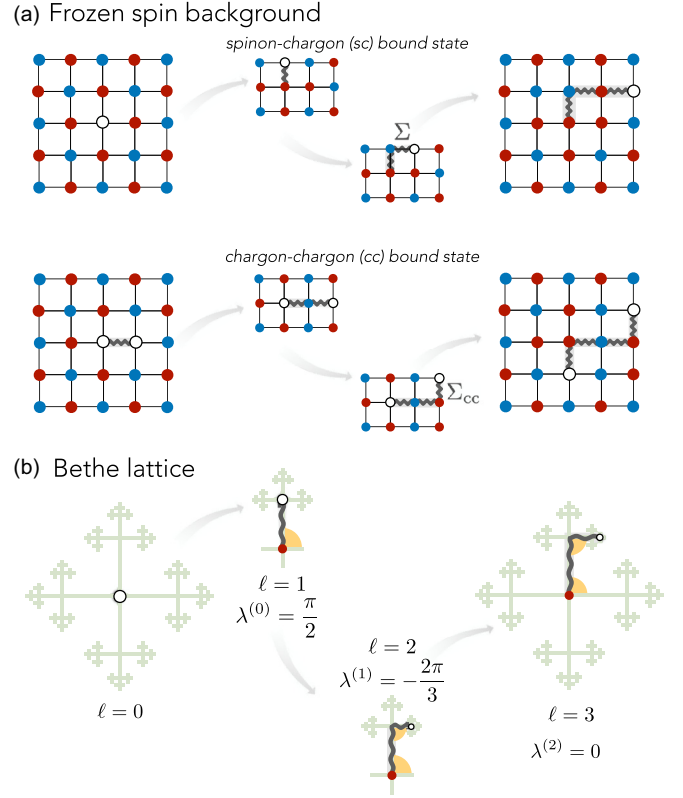 (a) Frozen spin background
spinon-chargon (sc) bound state
Σ
chargon-chargon (cc) bound state
Σcc
(b) Bethe lattice
ℓ = 0
ℓ = 1
λ(0) = π/2
ℓ = 2
λ(1) = −2π/3
ℓ = 3
λ(2) = 0